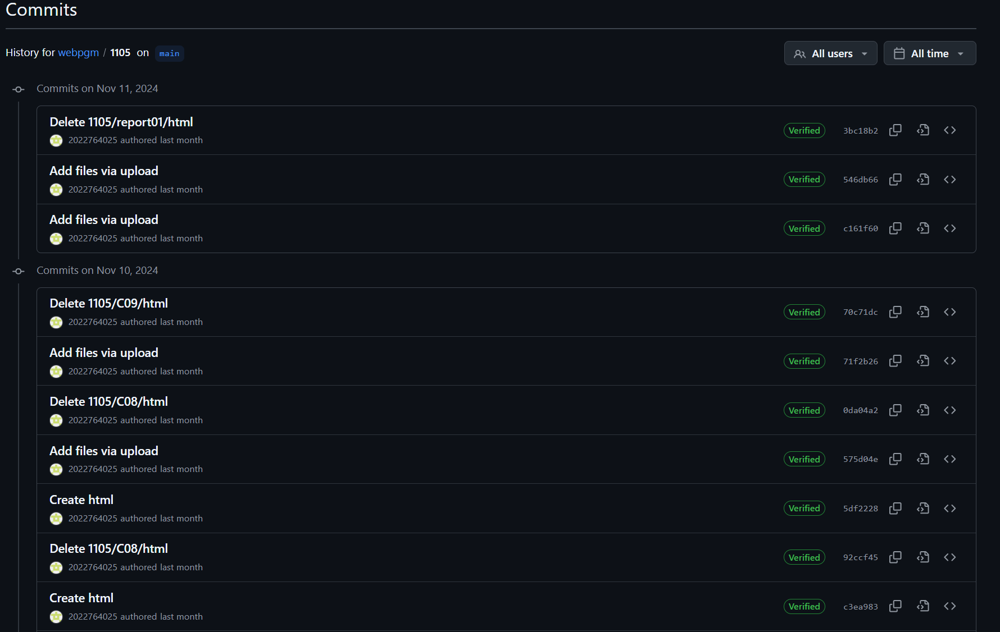 Commits
History for webpgm / 1105 on main
All users
All time
Commits on Nov 11, 2024
Delete 1105/report01/html
2022764025 authored last month
Verified
3bc18b2
Add files via upload
2022764025 authored last month
Verified
546db66
Add files via upload
2022764025 authored last month
Verified
c161f60
Commits on Nov 10, 2024
Delete 1105/C09/html
2022764025 authored last month
Verified
70c71dc
Add files via upload
2022764025 authored last month
Verified
71f2b26
Delete 1105/C08/html
2022764025 authored last month
Verified
0da04a2
Add files via upload
2022764025 authored last month
Verified
575d04e
Create html
2022764025 authored last month
Verified
5df2228
Delete 1105/C08/html
2022764025 authored last month
Verified
92ccf45
Create html
2022764025 authored last month
Verified
c3ea983